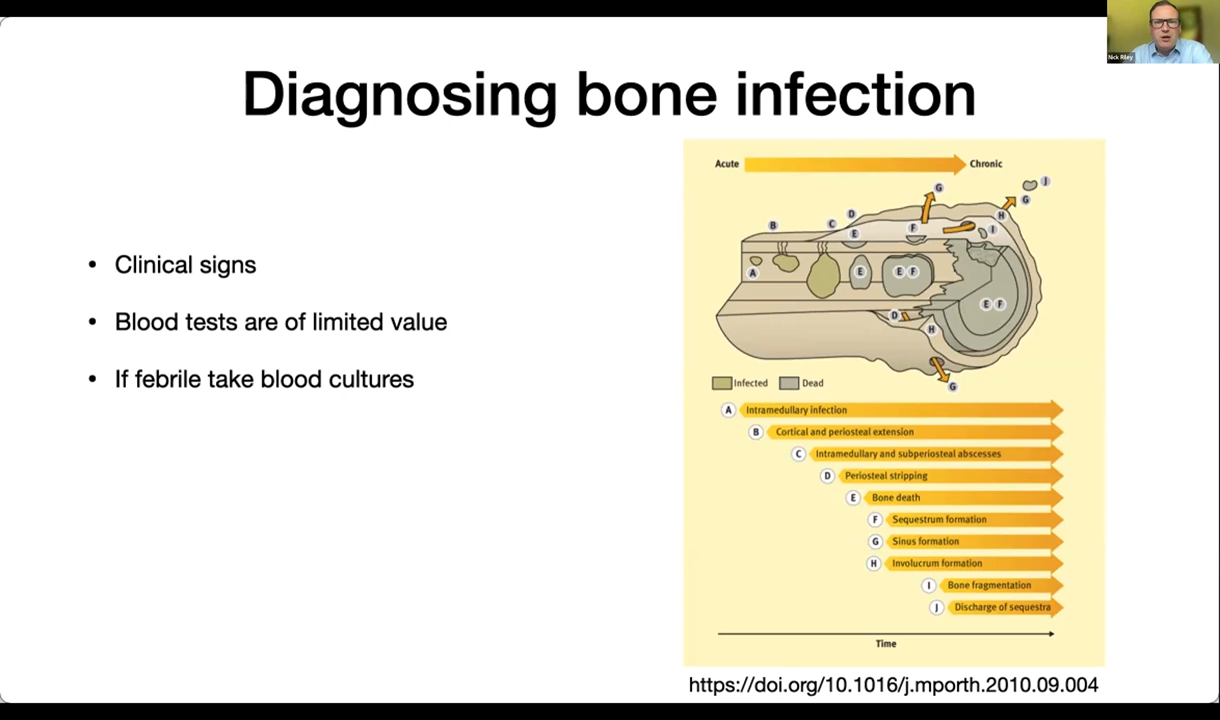 Nick Riley
Diagnosing bone infection
• Clinical signs
• Blood tests are of limited value
• If febrile take blood cultures
Acute Chronic
G J
G
B C D H
E F I
A E E F
E F
D H
G
Infected Dead
A Intramedullary infection
B Cortical and periosteal extension
C Intramedullary and subperiosteal abscesses
D Periosteal stripping
E Bone death
F Sequestrum formation
G Sinus formation
H Involucrum formation
I Bone fragmentation
J Discharge of sequestra
Time
https://doi.org/10.1016/j.mporth.2010.09.004